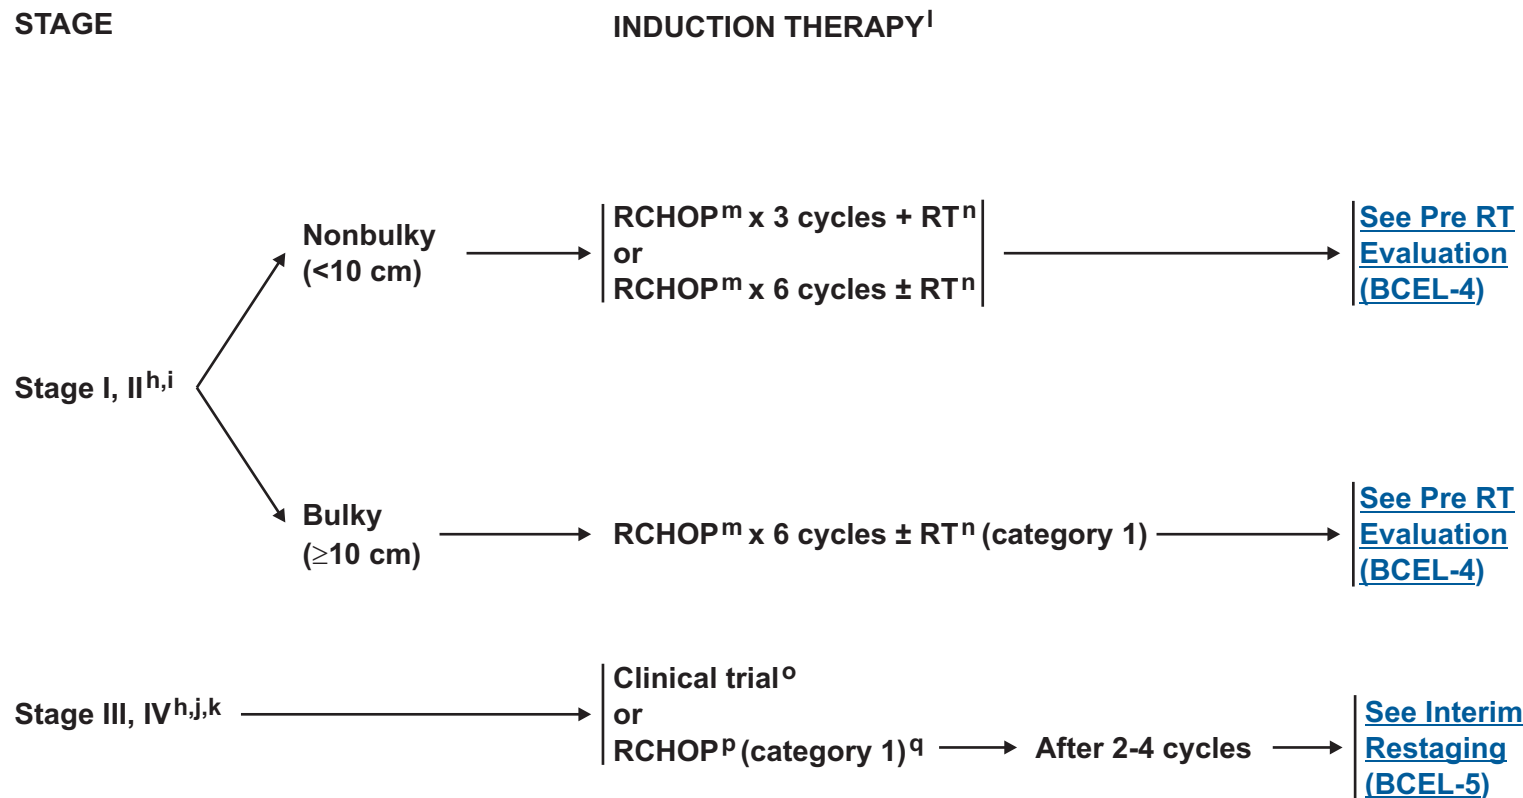 STAGE
INDUCTION THERAPY l
Nonbulky
(<10 cm)
RCHOP m x 3 cycles + RT n
or
RCHOP m x 6 cycles ± RT n
See Pre RT
Evaluation
(BCEL-4)
Stage I, II h,i
Bulky
(≥10 cm)
RCHOP m x 6 cycles ± RT n (category 1)
See Pre RT
Evaluation
(BCEL-4)
Stage III, IV h,j,k
Clinical trial o
or
RCHOP p (category 1) q
After 2-4 cycles
See Interim
Restaging
(BCEL-5)